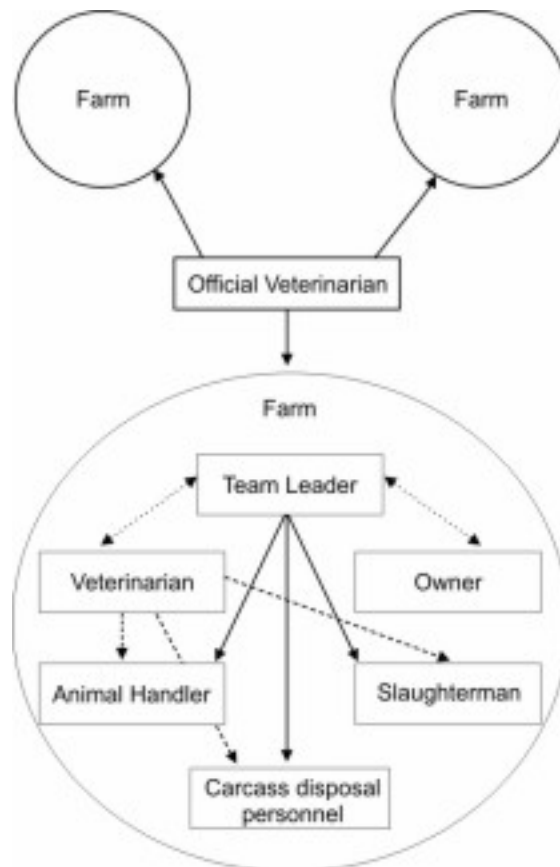 Farm
Farm
Official Veterinarian
Farm
Team Leader
Veterinarian
Owner
Animal Handler
Slaughterman
Carcass disposal
personnel